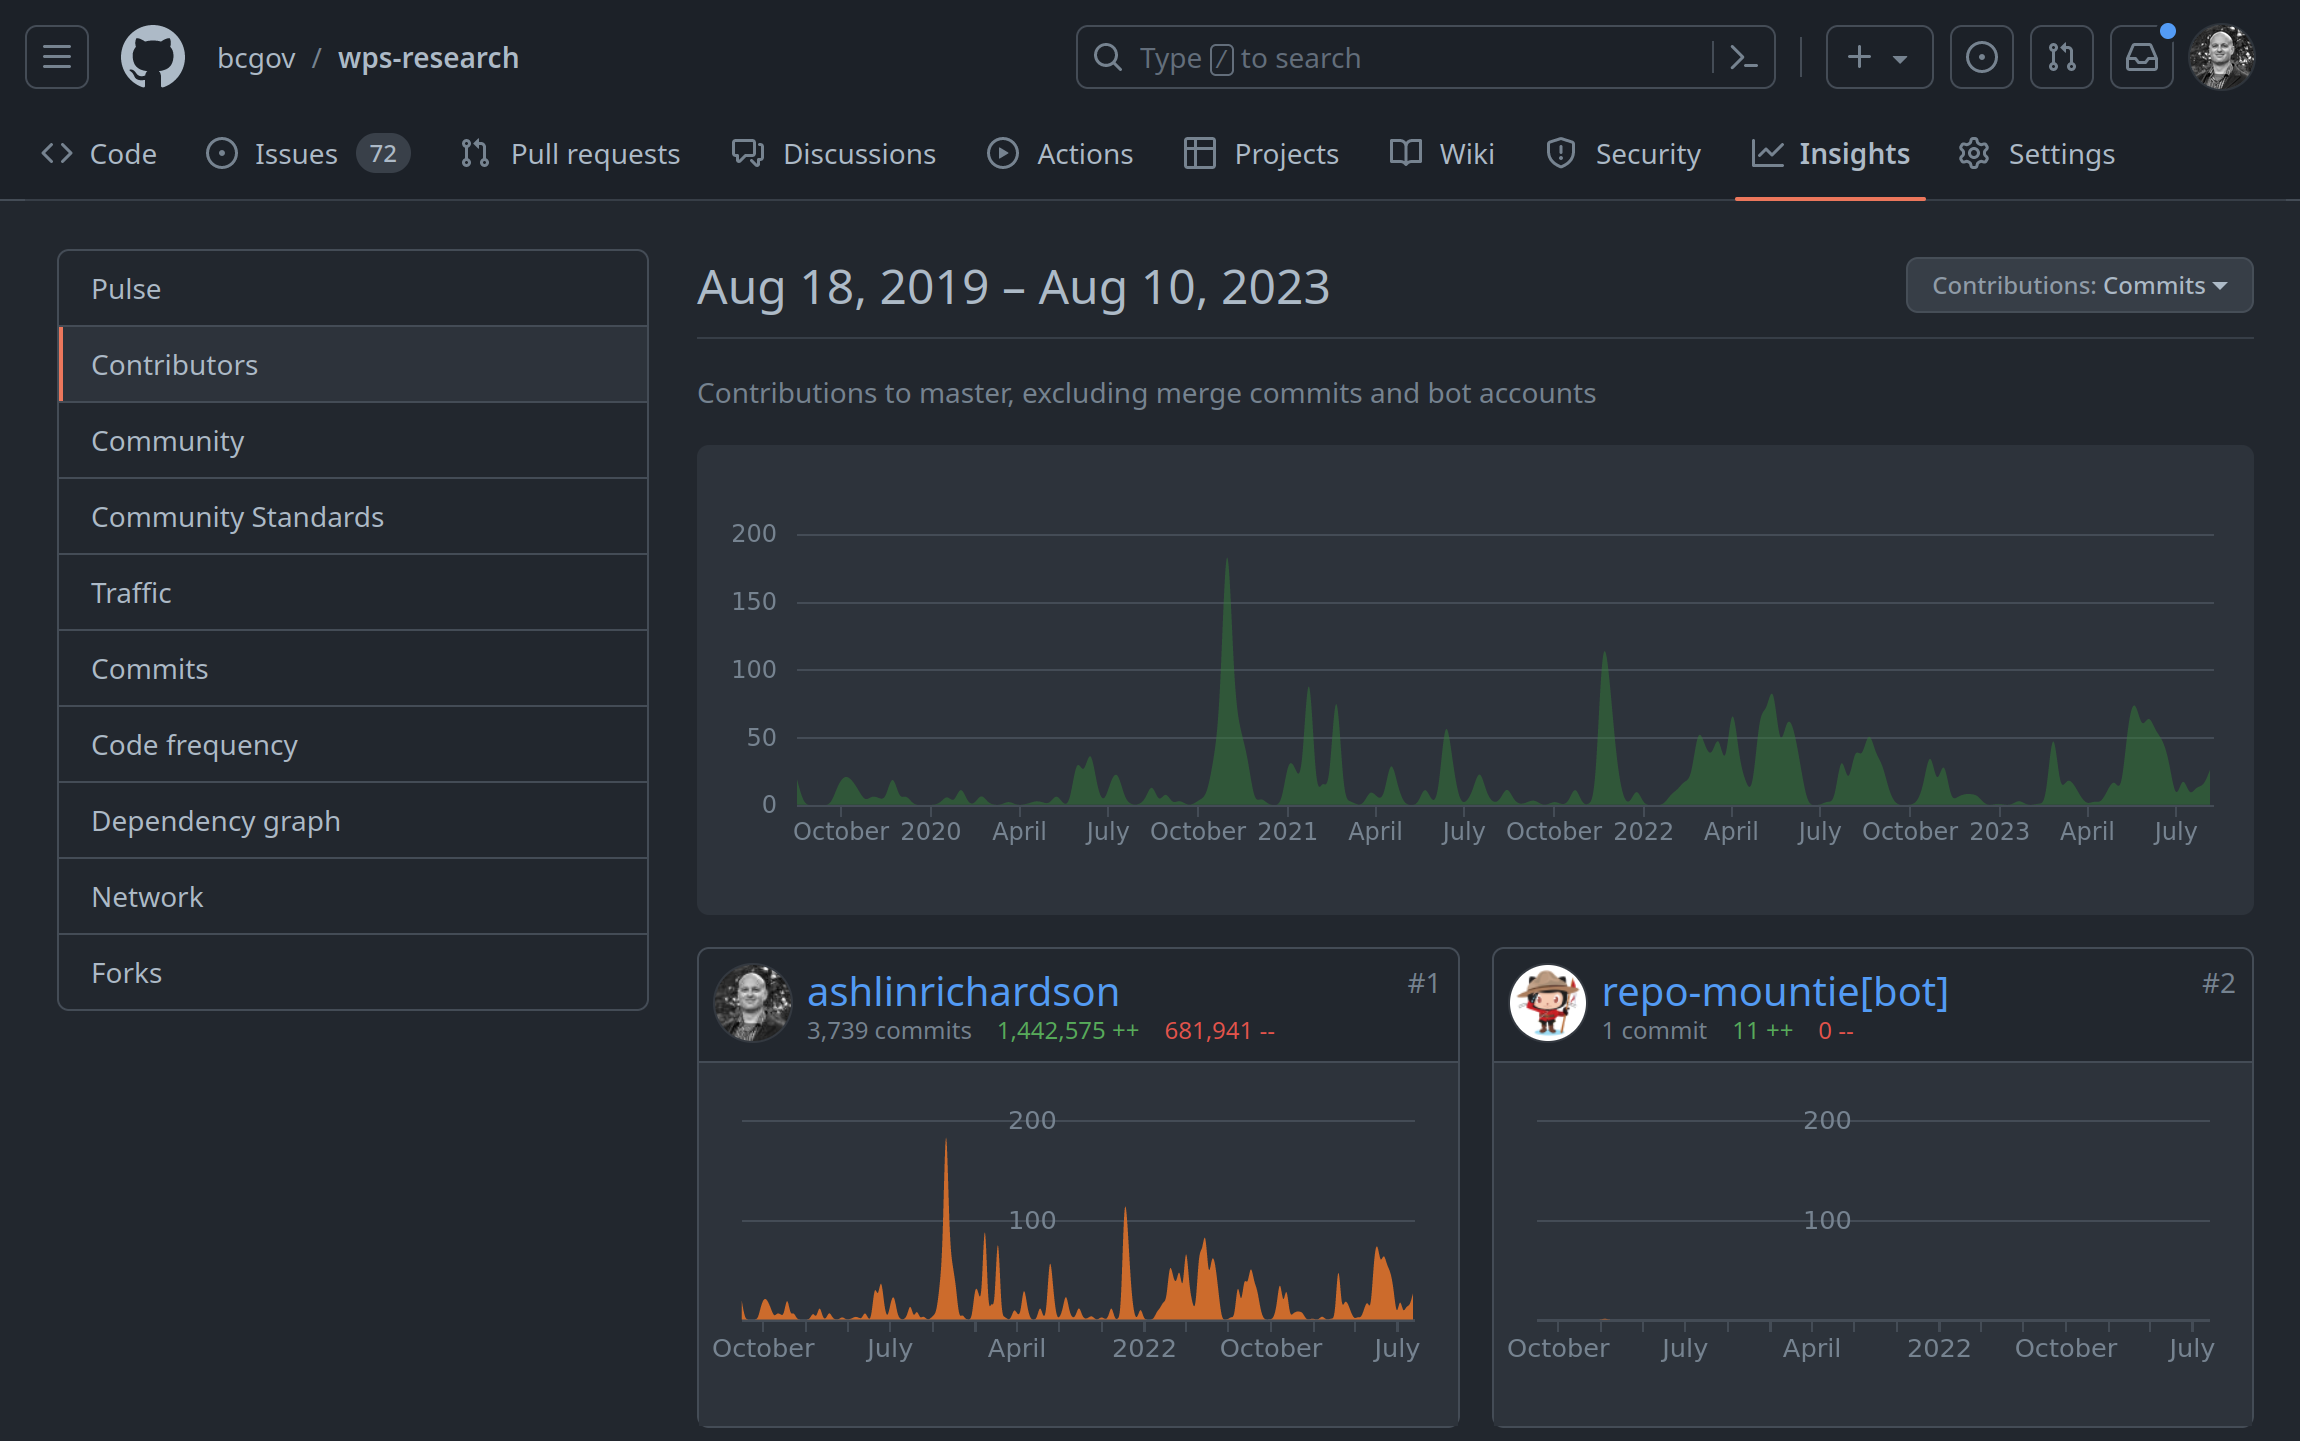 bcgov / wps-research
Type / to search
Code
Issues 72
Pull requests
Discussions
Actions
Projects
Wiki
Security
Insights
Settings
Pulse
Contributors
Community
Community Standards
Traffic
Commits
Code frequency
Dependency graph
Network
Forks
Aug 18, 2019 – Aug 10, 2023
Contributions: Commits
Contributions to master, excluding merge commits and bot accounts
200
150
100
50
0
October 2020 April July October 2021 April July October 2022 April July October 2023 April July
ashlinrichardson #1
3,739 commits 1,442,575 ++ 681,941 --
200
100
October July April 2022 October July
repo-mountie[bot] #2
1 commit 11 ++ 0 --
200
100
October July April 2022 October July